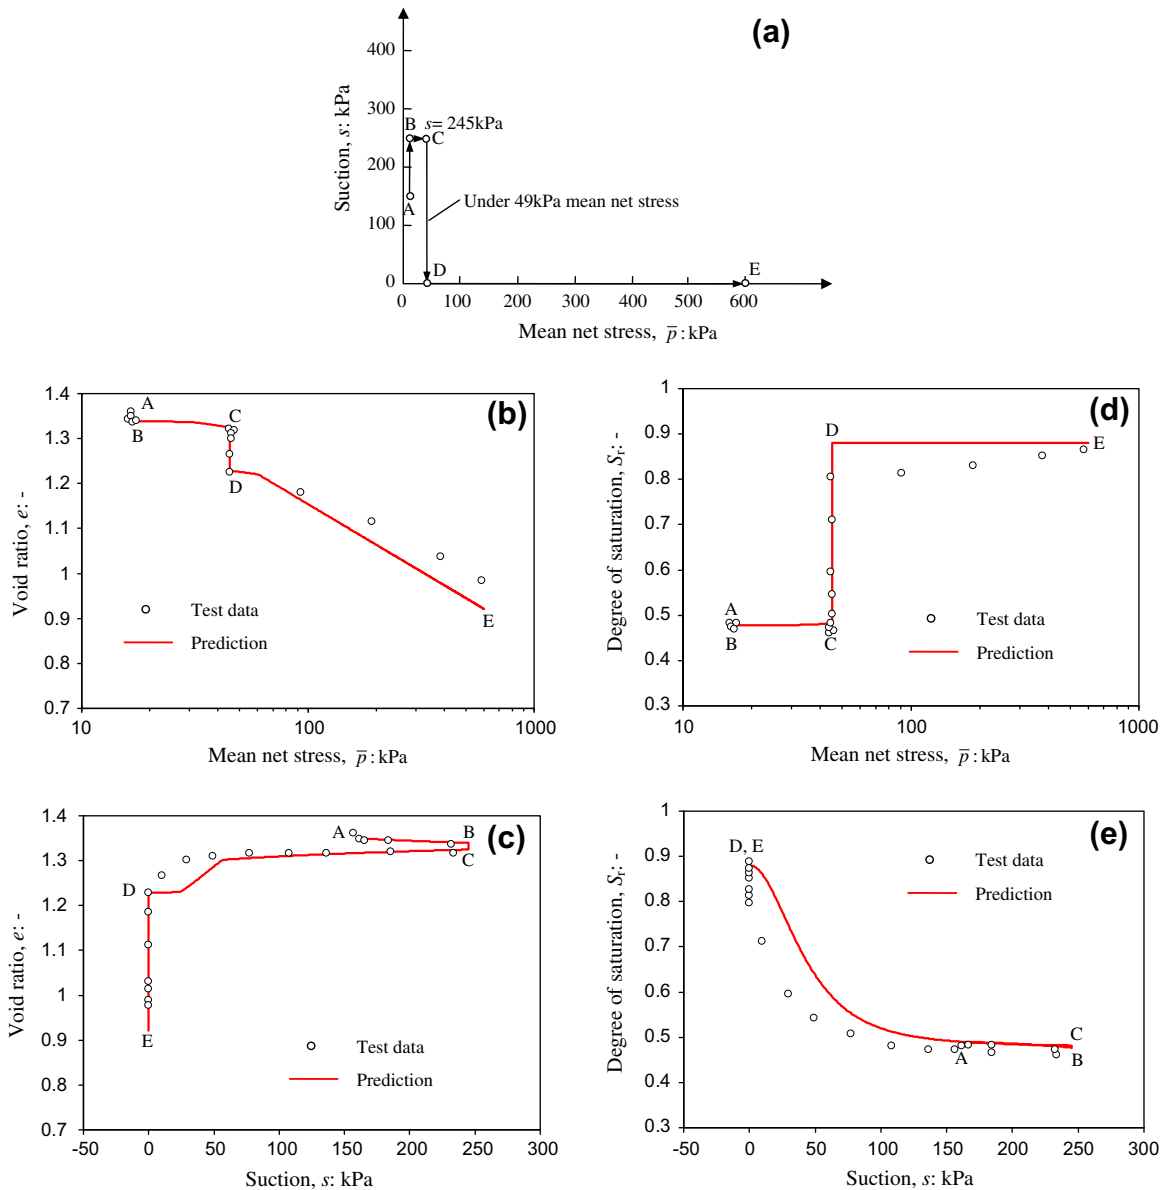 (a)
400
300
200
100
0
Suction, s: kPa
B
s= 245kPa
C
A
Under 49kPa mean net stress
D
E
0 100 200 300 400 500 600
Mean net stress, p̅ : kPa
(b)
1.4
1.3
1.2
1.1
1
0.9
0.8
0.7
Void ratio, e: -
A
B
C
D
E
Test data
Prediction
10 100 1000
Mean net stress, p̅ : kPa
(d)
1
0.9
0.8
0.7
0.6
0.5
0.4
0.3
Degree of saturation, Sr: -
D
E
A
B
C
Test data
Prediction
10 100 1000
Mean net stress, p̅ : kPa
(c)
1.4
1.3
1.2
1.1
1
0.9
0.8
0.7
Void ratio, e: -
A
B
C
D
E
Test data
Prediction
-50 0 50 100 150 200 250 300
Suction, s: kPa
(e)
1
0.9
0.8
0.7
0.6
0.5
0.4
0.3
Degree of saturation, Sr: -
D, E
Test data
Prediction
C
A
B
-50 0 50 100 150 200 250 300
Suction, s: kPa